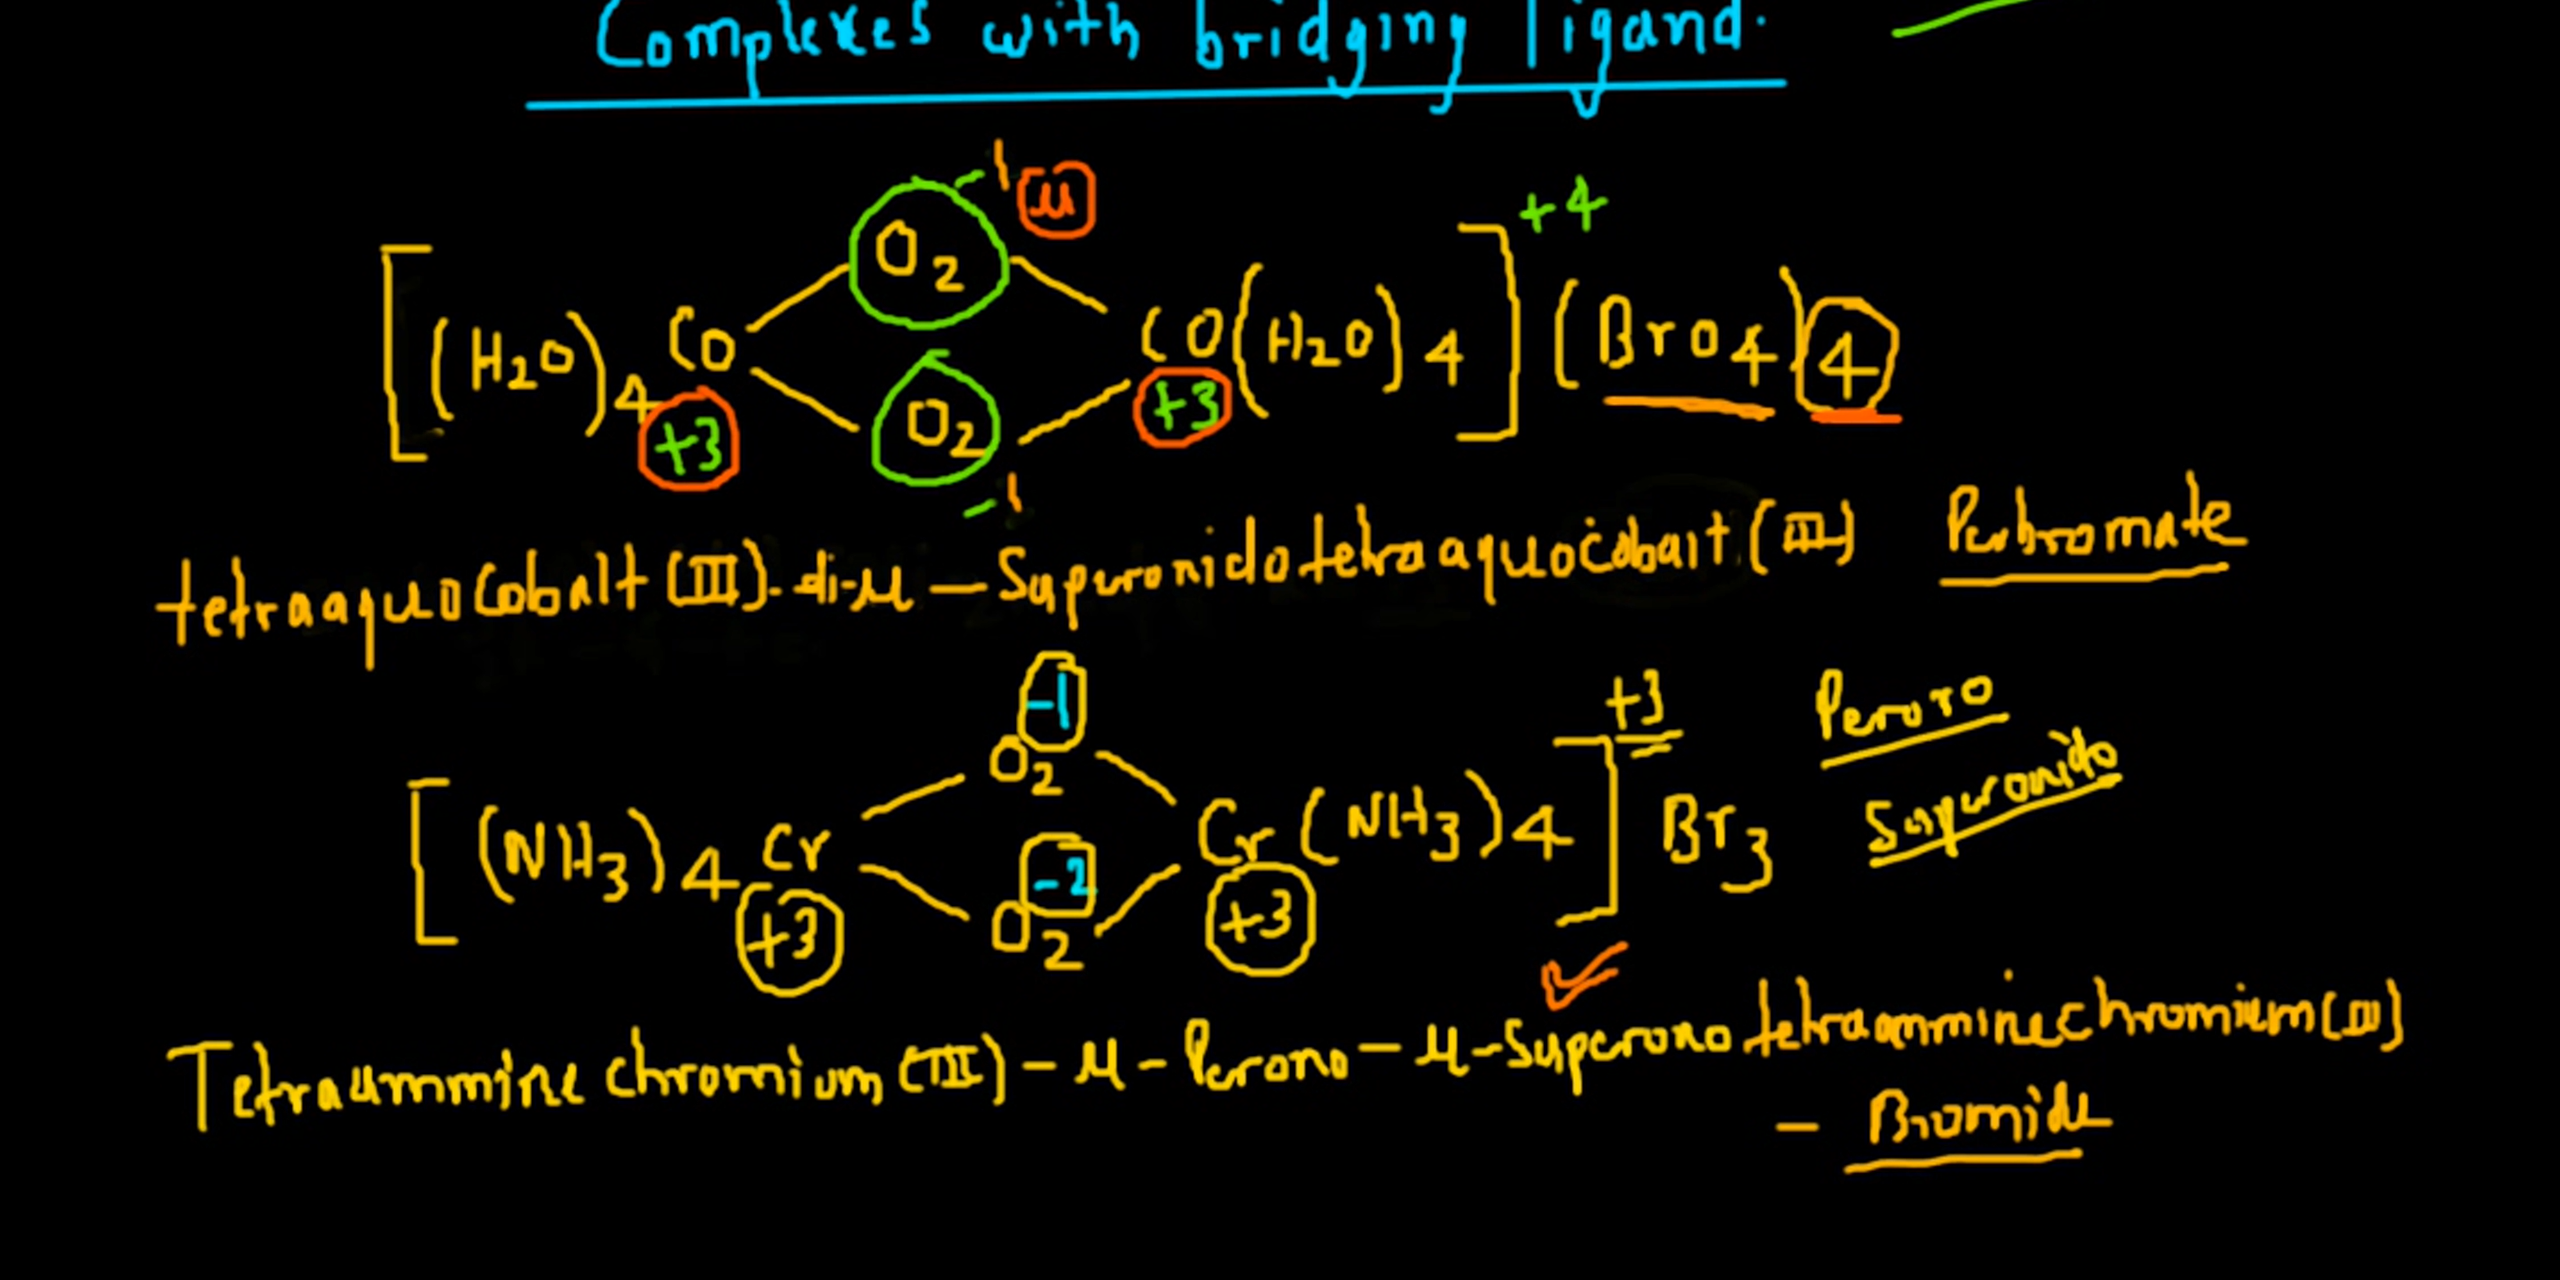 Complexes with bridging ligand.
-1 μ
[(H2O)4 Co O2 O2 CO(H2O)4]+4 (BrO4)4
+3 +3
-1
tetraaquocobalt(III)-di-μ-Superoxidotetraaquocobalt(III) Perbromate
[(NH3)4 Cr O2 O2 Cr(NH3)4]+3 Br3
-1 -2
+3 +3
Peroxo
Superoxido
Tetraammine chromium(III)-μ-Peroxo-μ-Superoxo tetraamminechromium(III)
- Bromide